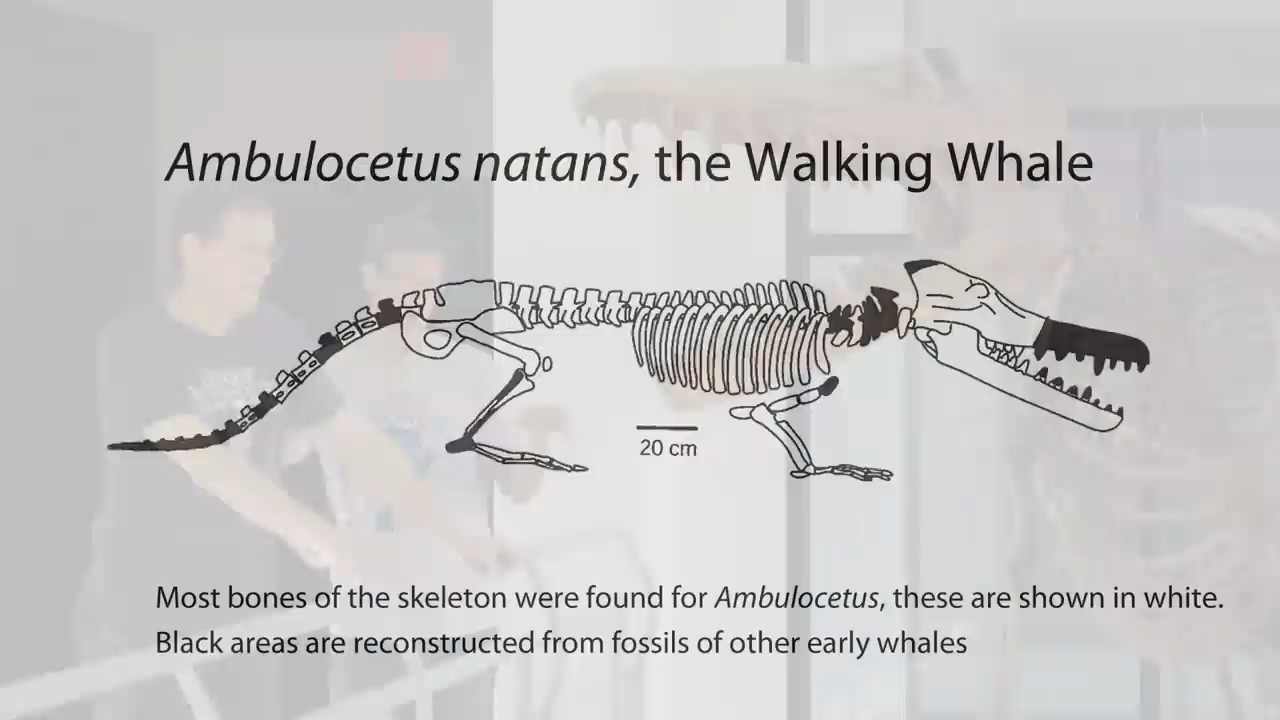 Ambulocetus natans, the Walking Whale
20 cm
Most bones of the skeleton were found for Ambulocetus, these are shown in white.
Black areas are reconstructed from fossils of other early whales